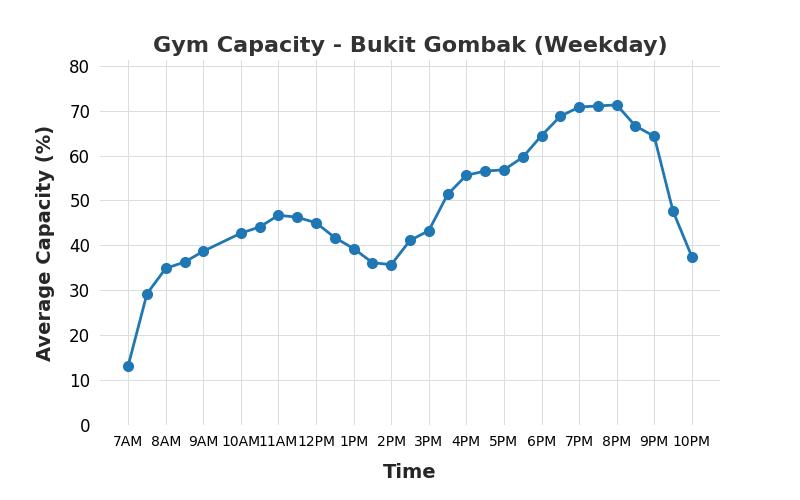 Gym Capacity - Bukit Gombak (Weekday)
Average Capacity (%)
80
70
60
50
40
30
20
10
0
7AM 8AM 9AM 10AM 11AM 12PM 1PM 2PM 3PM 4PM 5PM 6PM 7PM 8PM 9PM 10PM
Time